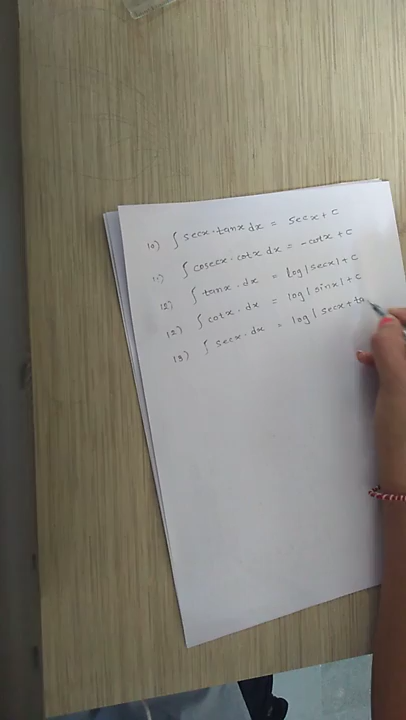 10) ∫ secx·tanx dx = secx + c
11) ∫ cosecx·cotx dx = -cotx + c
12) ∫ tanx·dx = log|secx| + c
12) ∫ cotx·dx = log|sinx| + c
13) ∫ secx·dx = log|secx + ta